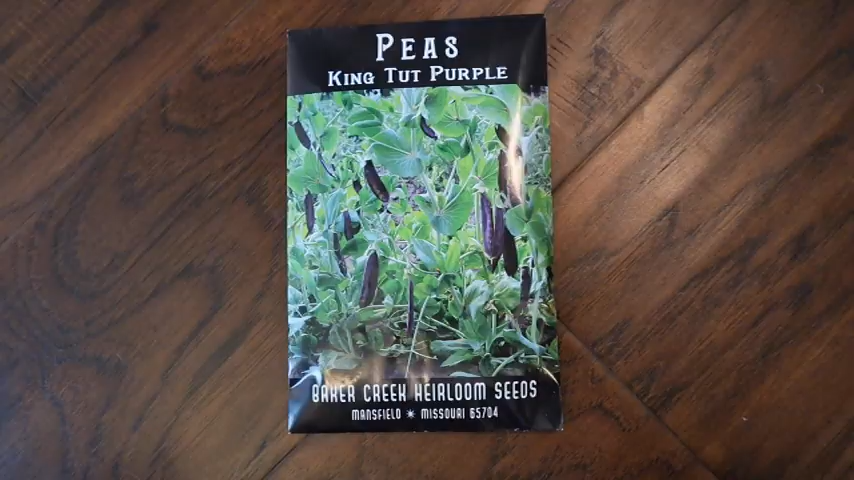 PEAS
KING TUT PURPLE
BAKER CREEK HEIRLOOM SEEDS
MANSFIELD ✷ MISSOURI 65704